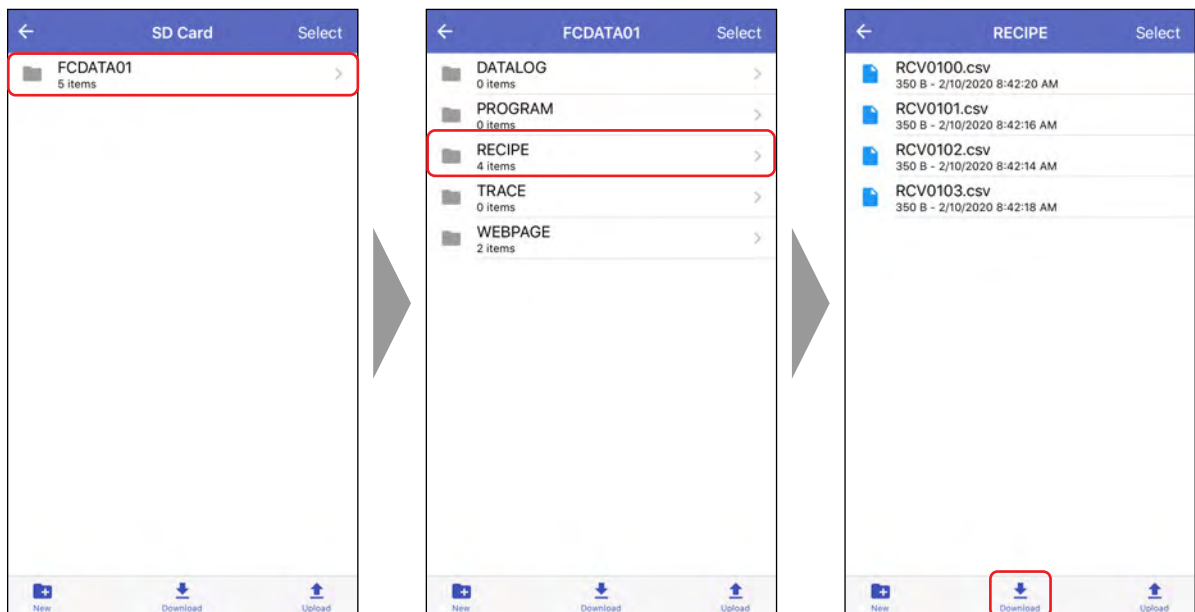 SD Card
Select
FCDATA01
5 items
New
Download
Upload
FCDATA01
Select
DATALOG
0 items
PROGRAM
0 items
RECIPE
4 items
TRACE
0 items
WEBPAGE
2 items
New
Download
Upload
RECIPE
Select
RCV0100.csv
350 B - 2/10/2020 8:42:20 AM
RCV0101.csv
350 B - 2/10/2020 8:42:16 AM
RCV0102.csv
350 B - 2/10/2020 8:42:14 AM
RCV0103.csv
350 B - 2/10/2020 8:42:18 AM
New
Download
Upload